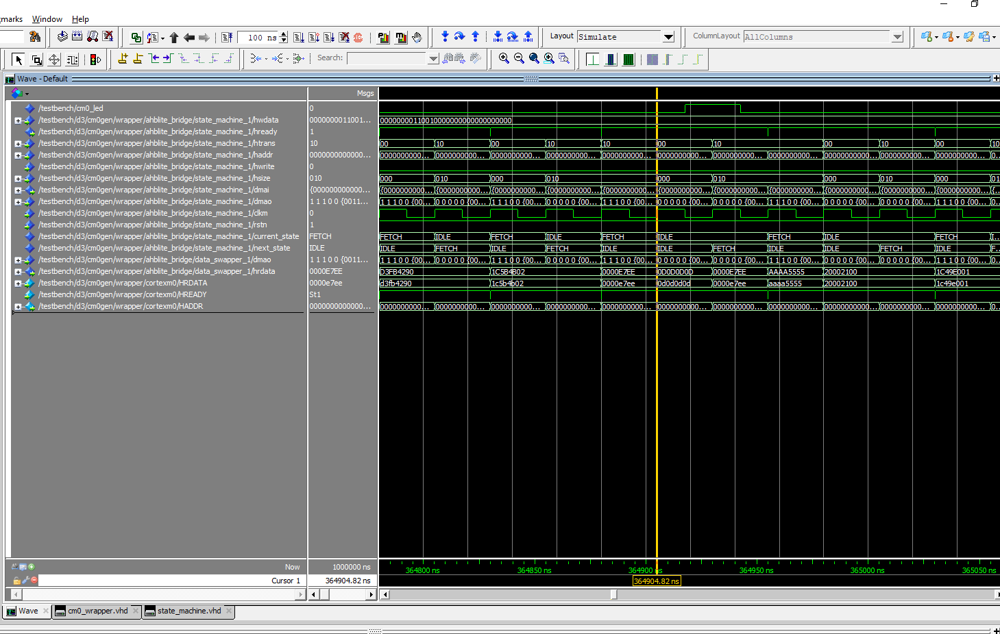 marks Window Help
100 ns Layout Simulate ColumnLayout AllColumns
Search:
Wave - Default
Msgs
/testbench/cm0_led 0
/testbench/d3/cm0gen/wrapper/ahblite_bridge/state_machine_1/hwdata 0000000011001... 00000000110010000000000000000000
/testbench/d3/cm0gen/wrapper/ahblite_bridge/state_machine_1/hready 1
/testbench/d3/cm0gen/wrapper/ahblite_bridge/state_machine_1/htrans 10 00 10 00 10 10 00 10 00 10 00 10
/testbench/d3/cm0gen/wrapper/ahblite_bridge/state_machine_1/haddr 0000000000000... 0000000000... 0000000000... 0000000000... 0000000000... 0000000000... 0000000000... 0000000000... 0000000000... 0000000000... 0000000000... 0000000000... 0...
/testbench/d3/cm0gen/wrapper/ahblite_bridge/state_machine_1/hwrite 0
/testbench/d3/cm0gen/wrapper/ahblite_bridge/state_machine_1/hsize 010 000 010 000 010 000 010 000 010 000 01
/testbench/d3/cm0gen/wrapper/ahblite_bridge/state_machine_1/dmai {000000000000... {0000000000... {0000000000... {0000000000... {0000000000... {0000000000... {0000000000... {0000000000... {0000000000... {0000000000... {0000000000... {0000000000... {...
/testbench/d3/cm0gen/wrapper/ahblite_bridge/state_machine_1/dmao 1 1 1 0 0 {0011... 1 1 1 0 0 {00... 0 0 0 0 0 {00... 1 1 1 0 0 {00... 0 0 0 0 0 {00... 1 1 1 0 0 {00... 0 0 0 0 0 {00... 0 0 0 0 0 {00... 1 1 1 0 0 {00... 0 0 0 0 0 {00... 0 0 0 0 0 {00... 1 1 1 0 0 {00... 0...
/testbench/d3/cm0gen/wrapper/ahblite_bridge/state_machine_1/clkm 0
/testbench/d3/cm0gen/wrapper/ahblite_bridge/state_machine_1/rstn 1
/testbench/d3/cm0gen/wrapper/ahblite_bridge/state_machine_1/current_state FETCH FETCH IDLE FETCH IDLE FETCH IDLE FETCH IDLE FETCH I...
/testbench/d3/cm0gen/wrapper/ahblite_bridge/state_machine_1/next_state IDLE IDLE FETCH IDLE FETCH IDLE IDLE FETCH IDLE IDLE FETCH IDLE F...
/testbench/d3/cm0gen/wrapper/ahblite_bridge/data_swapper_1/dmao 1 1 1 0 0 {0011... 1 1 1 0 0 {00... 0 0 0 0 0 {00... 1 1 1 0 0 {00... 0 0 0 0 0 {00... 1 1 1 0 0 {00... 0 0 0 0 0 {00... 0 0 0 0 0 {00... 1 1 1 0 0 {00... 0 0 0 0 0 {00... 0 0 0 0 0 {00... 1 1 1 0 0 {00... 0...
/testbench/d3/cm0gen/wrapper/ahblite_bridge/data_swapper_1/hrdata 0000E7EE D3FB4290 1C5B4B02 0000E7EE 0D0D0D0D 0000E7EE AAAA5555 20002100 1C49E001
/testbench/d3/cm0gen/wrapper/cortexm0/HRDATA 0000e7ee d3fb4290 1c5b4b02 0000e7ee 0d0d0d0d 0000e7ee aaaa5555 20002100 1c49e001
/testbench/d3/cm0gen/wrapper/cortexm0/HREADY St1
/testbench/d3/cm0gen/wrapper/cortexm0/HADDR 0000000000000... 0000000000... 0000000000... 0000000000... 0000000000... 0000000000... 0000000000... 0000000000... 0000000000... 0000000000... 0000000000... 0000000000... 0...
Now 1000000 ns 364800 ns 364850 ns 364900 ns 364950 ns 365000 ns 365050 ns
Cursor 1 364904.82 ns 364904.82 ns
Wave cm0_wrapper.vhd state_machine.vhd